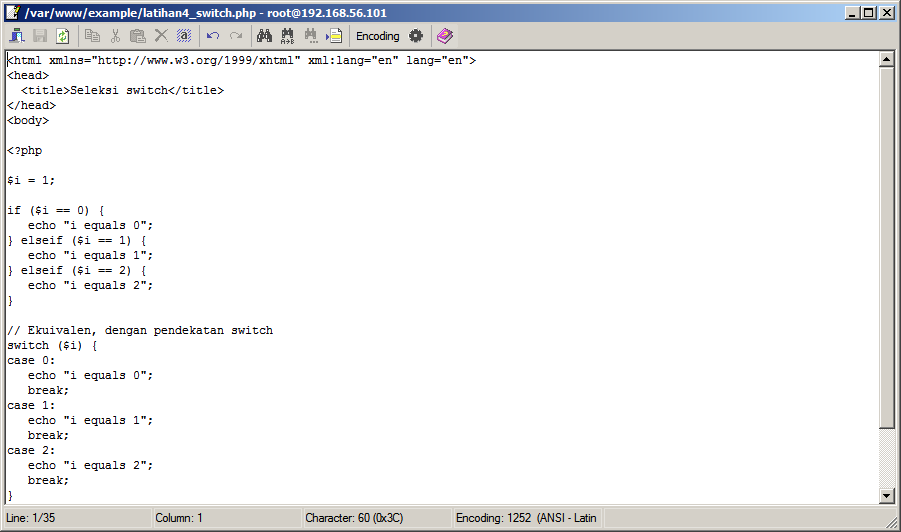 /var/www/example/latihan4_switch.php - root@192.168.56.101
Encoding
<html xmlns="http://www.w3.org/1999/xhtml" xml:lang="en" lang="en">
<head>
  <title>Seleksi switch</title>
</head>
<body>

<?php

$i = 1;

if ($i == 0) {
   echo "i equals 0";
} elseif ($i == 1) {
   echo "i equals 1";
} elseif ($i == 2) {
   echo "i equals 2";
}

// Ekuivalen, dengan pendekatan switch
switch ($i) {
case 0:
   echo "i equals 0";
   break;
case 1:
   echo "i equals 1";
   break;
case 2:
   echo "i equals 2";
   break;
}
Line: 1/35 Column: 1 Character: 60 (0x3C) Encoding: 1252 (ANSI - Latin